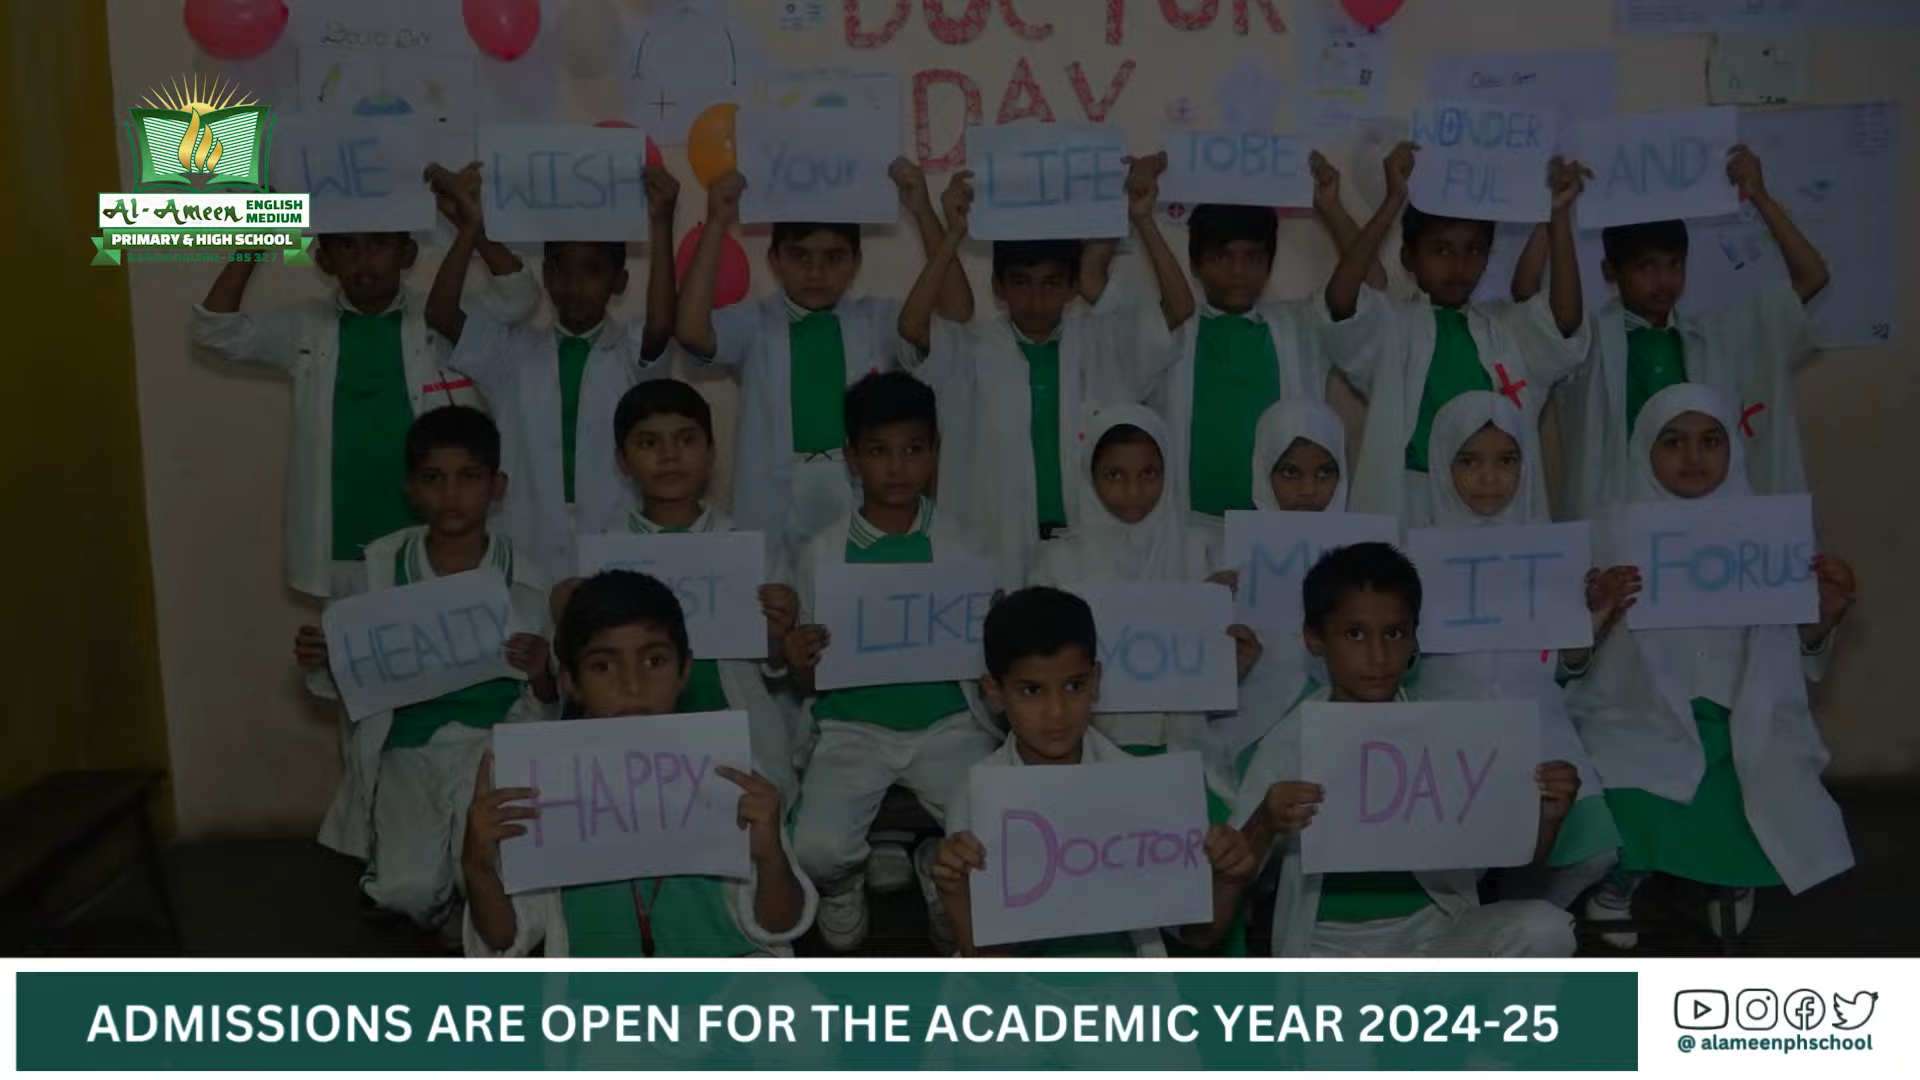 DOCTOR
DAY
Al-Ameen ENGLISH MEDIUM
PRIMARY & HIGH SCHOOL
WE WISH Your LIFE TOBE WONDER FUL AND
HEALTY LIKE YOU IT FORUS
HAPPY DOCTOR DAY
ADMISSIONS ARE OPEN FOR THE ACADEMIC YEAR 2024-25
@ alameenphschool